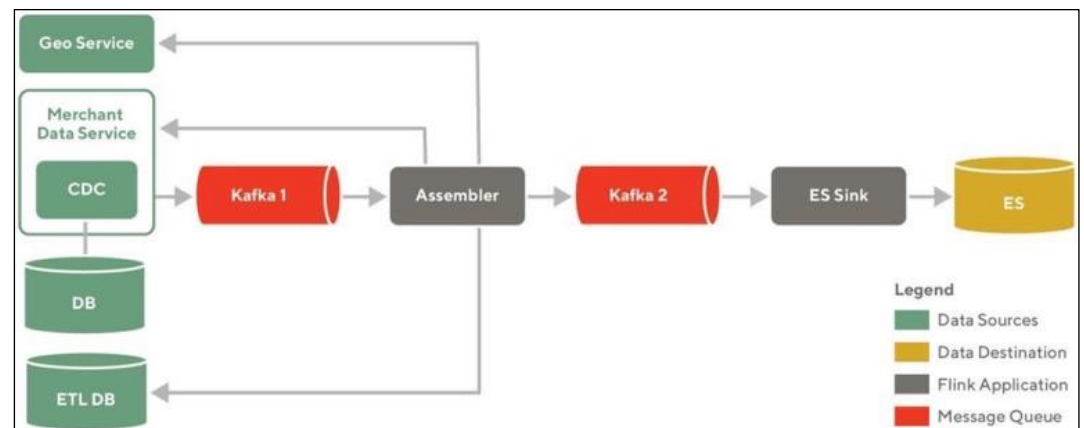 Geo Service
Merchant
Data Service
CDC
Kafka 1
Assembler
Kafka 2
ES Sink
ES
DB
ETL DB
Legend
Data Sources
Data Destination
Flink Application
Message Queue